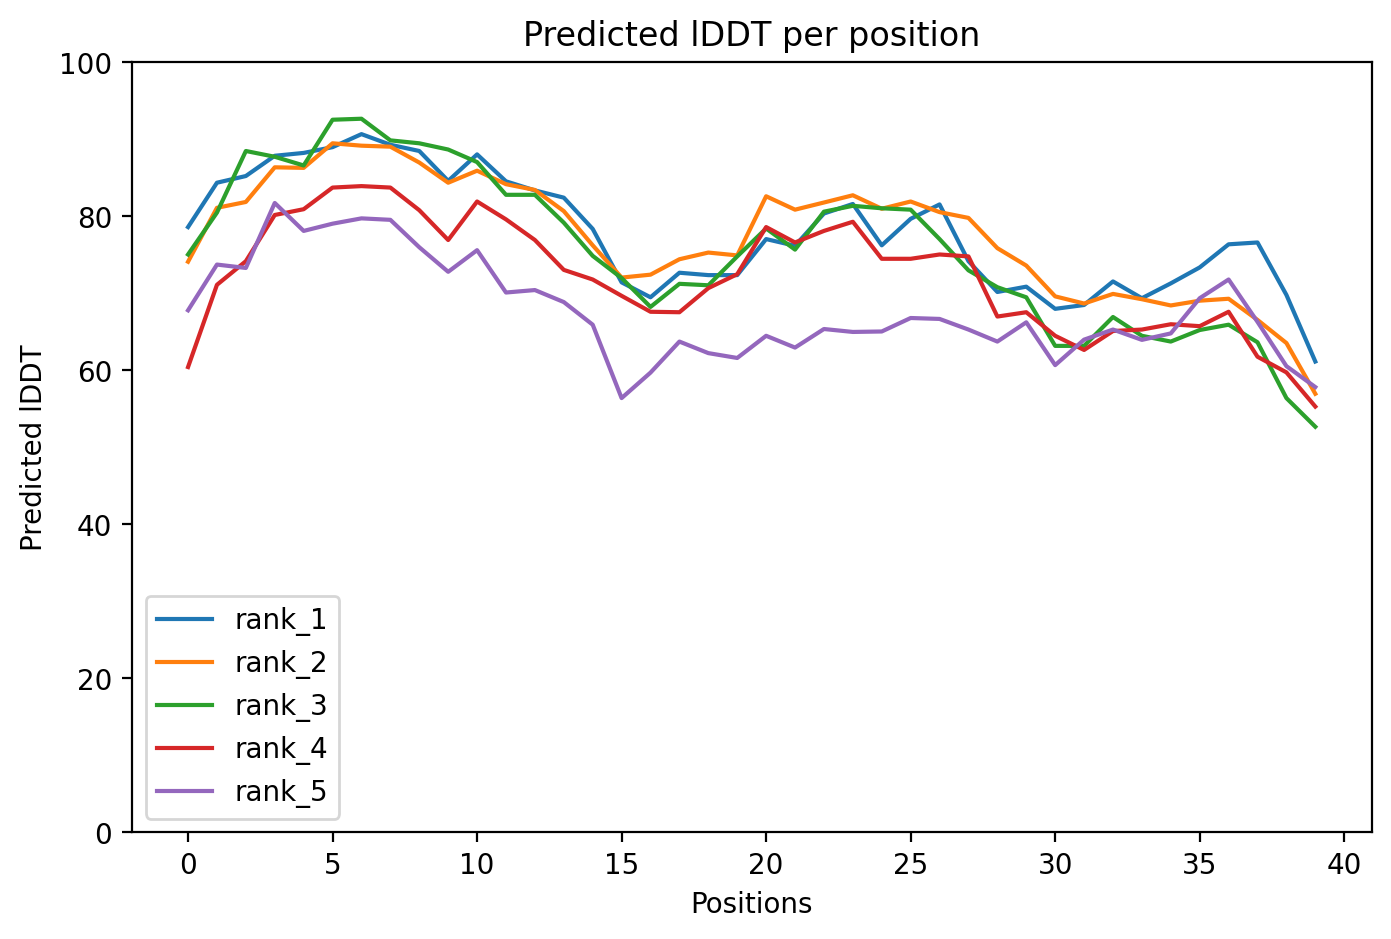 Predicted lDDT per position
Predicted lDDT
100
80
60
40
20
0
rank_1
rank_2
rank_3
rank_4
rank_5
0 5 10 15 20 25 30 35 40
Positions